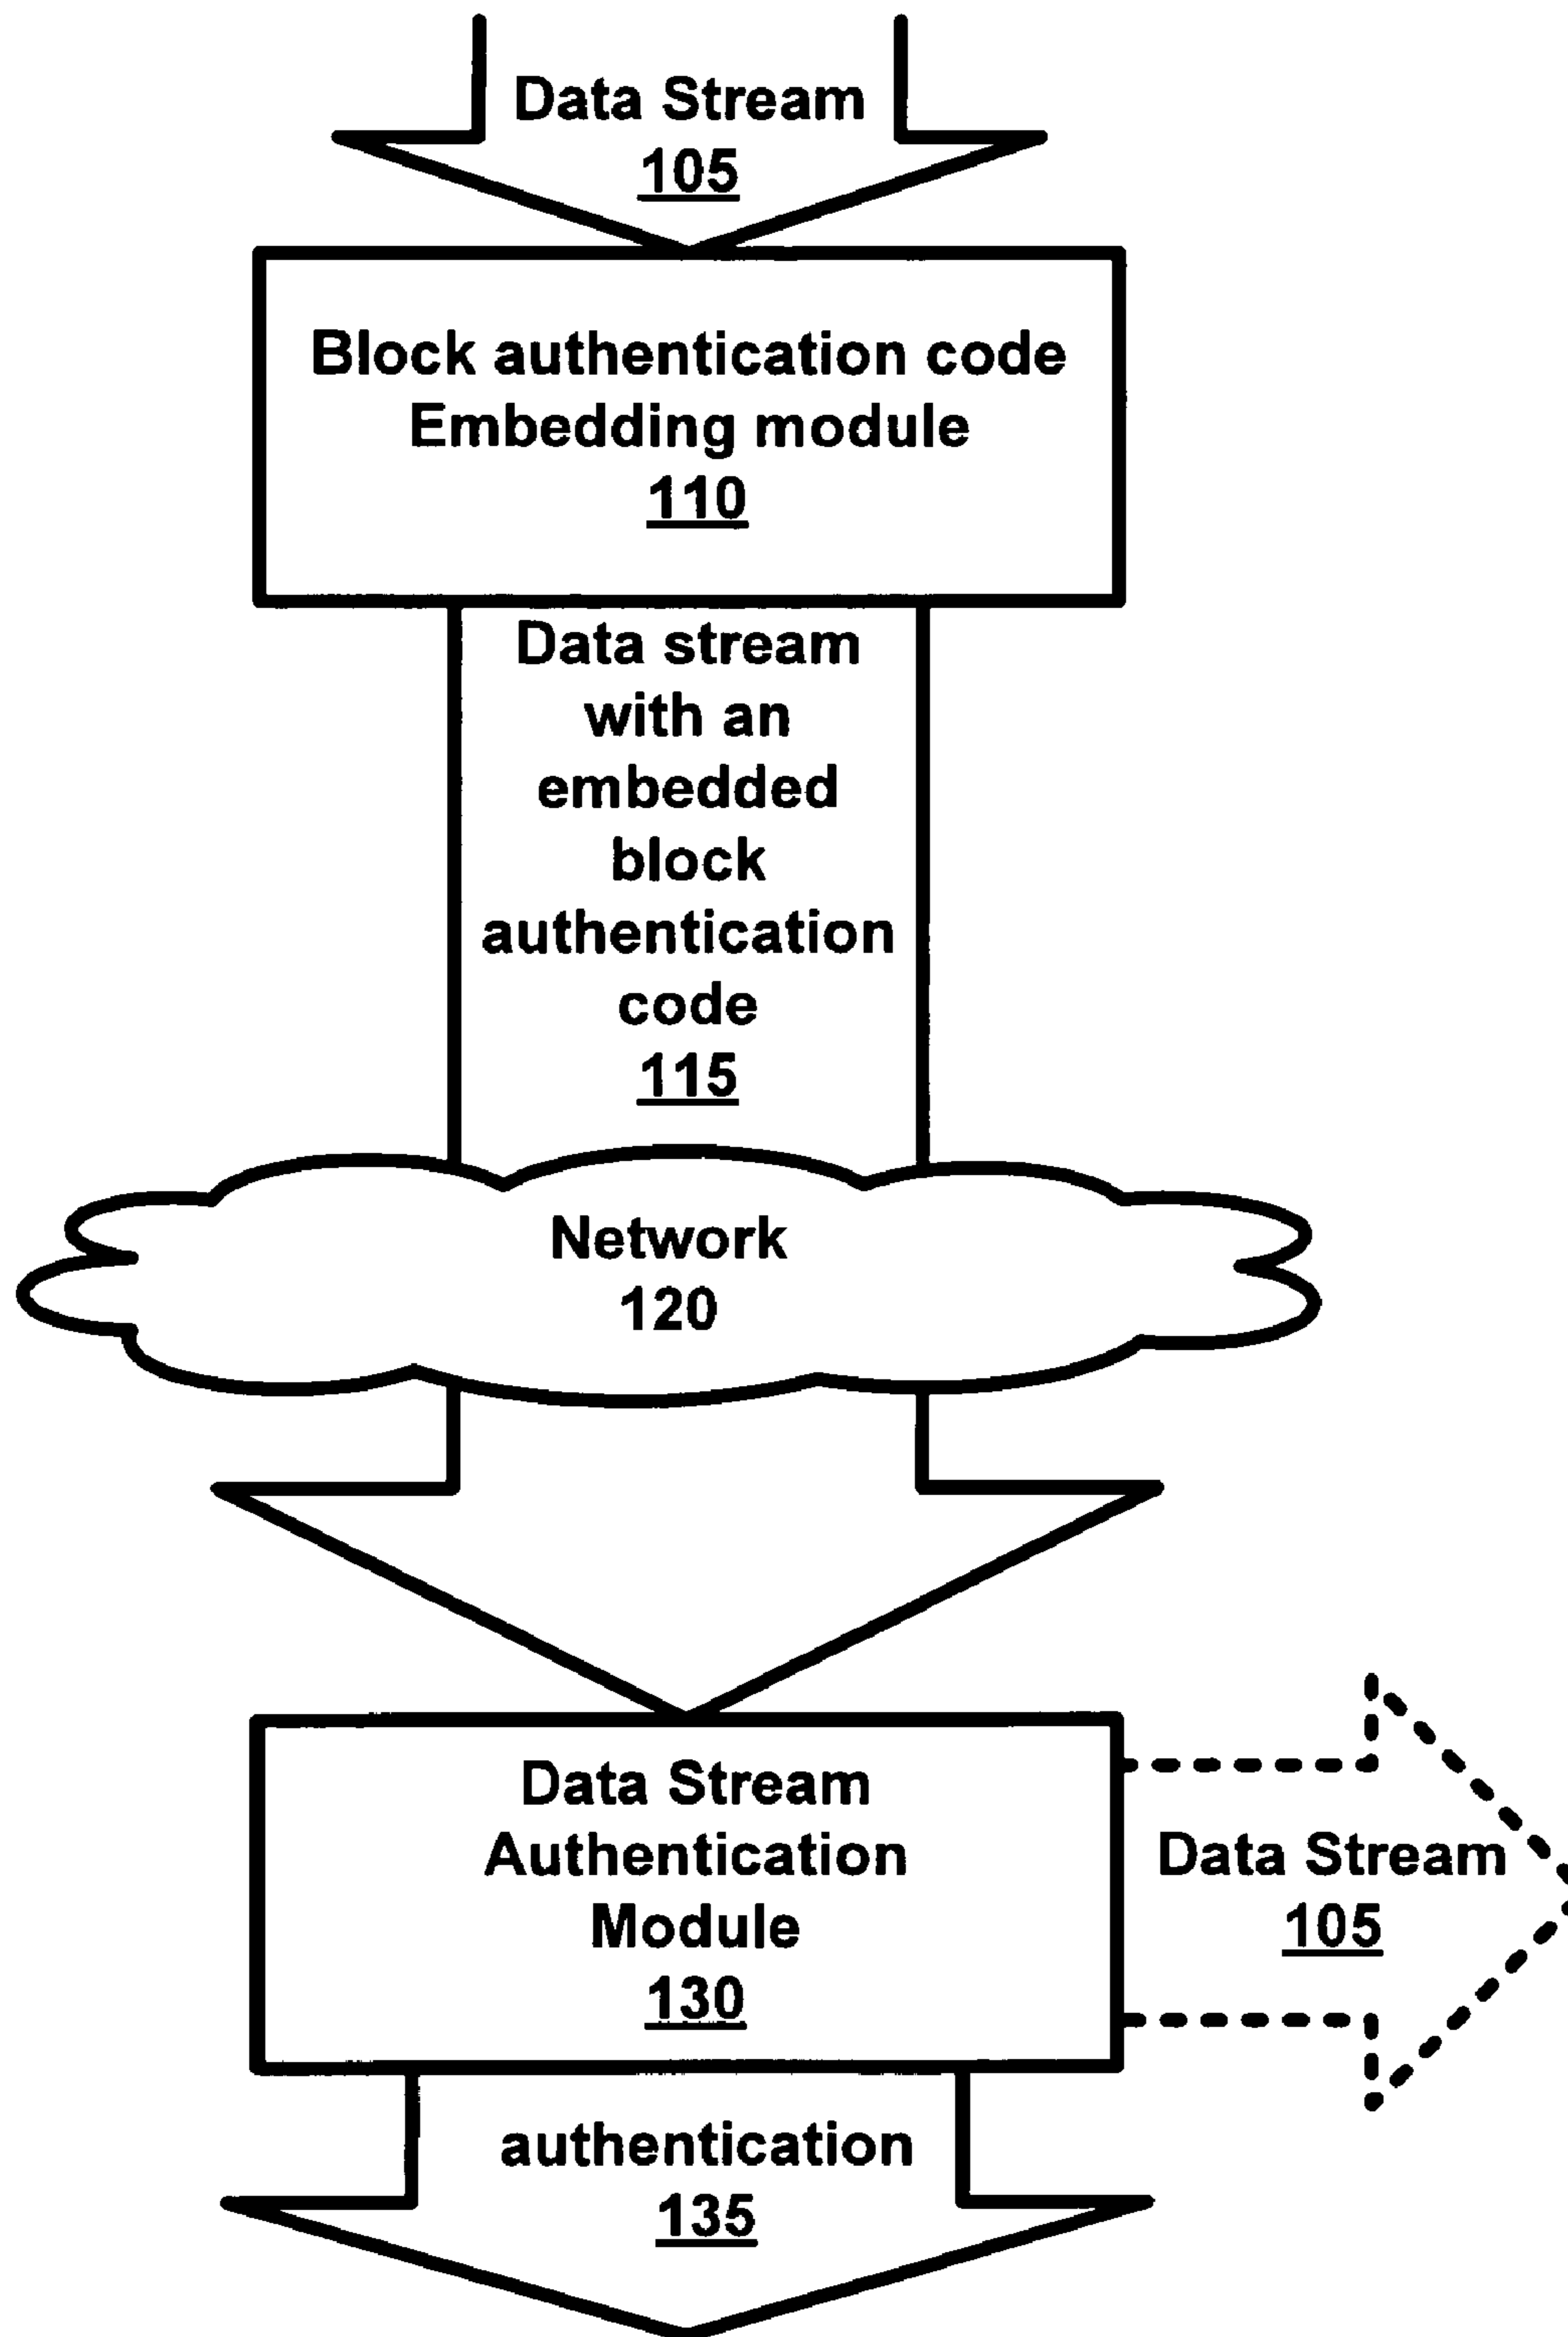 Data Stream
105
Block authentication code
Embedding module
110
Data stream
with an
embedded
block
authentication
code
115
Network
120
Data Stream
Authentication
Module
130
Data Stream
105
authentication
135